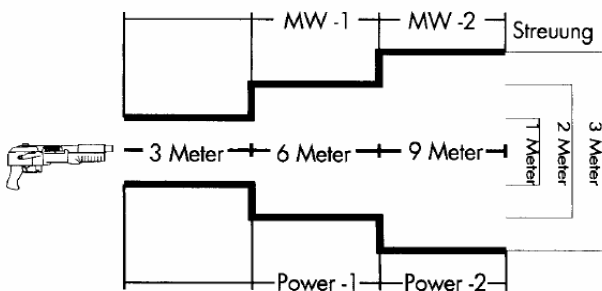 MW -1 MW -2 Streuung
3 Meter 6 Meter 9 Meter
1 Meter
2 Meter
3 Meter
Power -1 Power -2